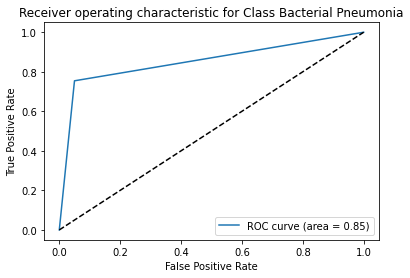 Receiver operating characteristic for Class Bacterial Pneumonia
1.0
0.8
0.6
0.4
0.2
0.0
True Positive Rate
ROC curve (area = 0.85)
0.0 0.2 0.4 0.6 0.8 1.0
False Positive Rate